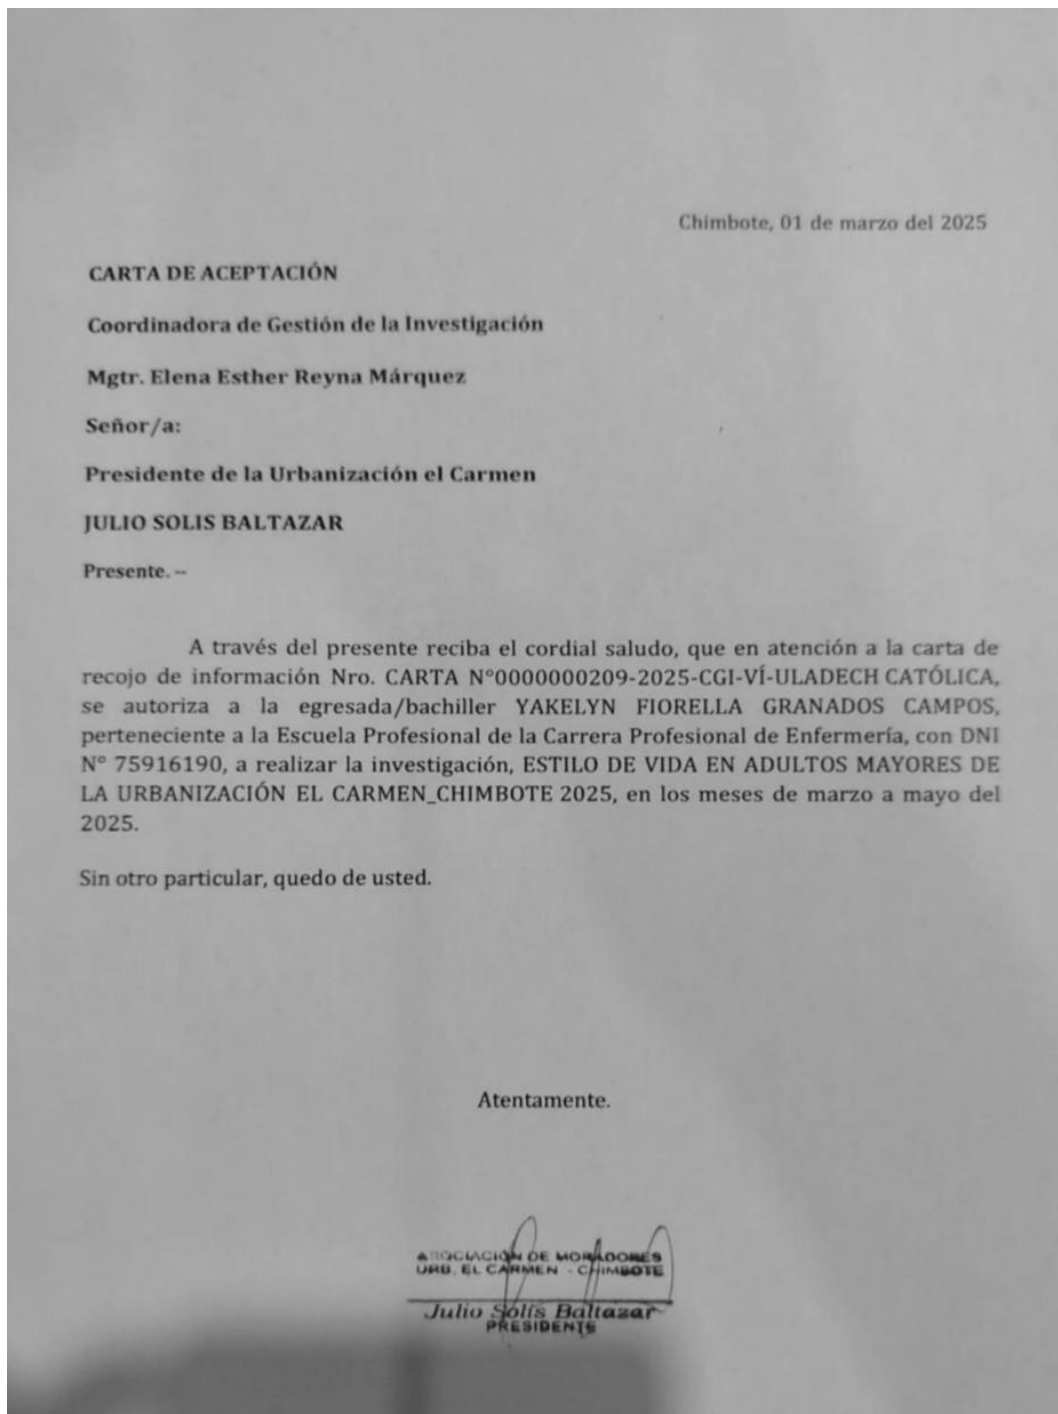 Chimbote, 01 de marzo del 2025
CARTA DE ACEPTACIÓN
Coordinadora de Gestión de la Investigación
Mgtr. Elena Esther Reyna Márquez
Señor/a:
Presidente de la Urbanización el Carmen
JULIO SOLIS BALTAZAR
Presente. --
A través del presente reciba el cordial saludo, que en atención a la carta de
recojo de información Nro. CARTA N°0000000209-2025-CGI-VÍ-ULADECH CATÓLICA,
se autoriza a la egresada/bachiller YAKELYN FIORELLA GRANADOS CAMPOS,
perteneciente a la Escuela Profesional de la Carrera Profesional de Enfermería, con DNI
N° 75916190, a realizar la investigación, ESTILO DE VIDA EN ADULTOS MAYORES DE
LA URBANIZACIÓN EL CARMEN_CHIMBOTE 2025, en los meses de marzo a mayo del
2025.
Sin otro particular, quedo de usted.
Atentamente.
ASOCIACIÓN DE MORADORES
URB. EL CARMEN - CHIMBOTE
Julio Solís Baltazar
PRESIDENTE